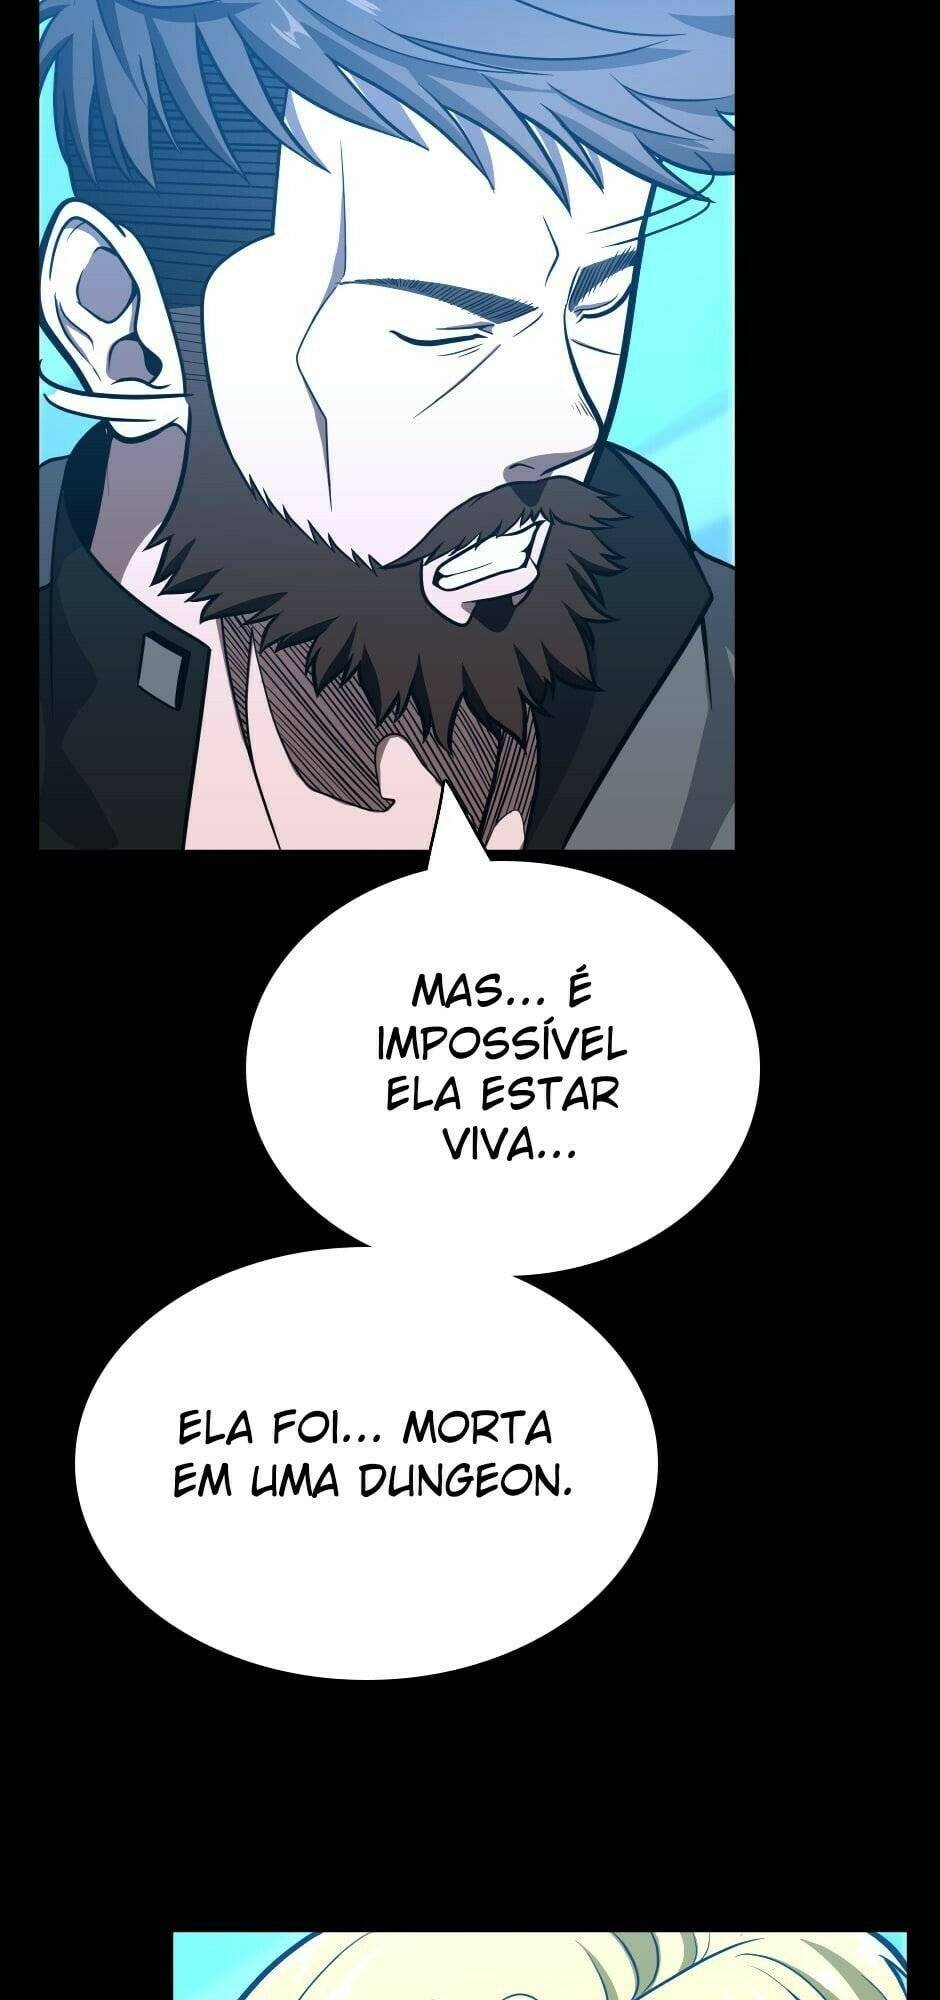 MAS... É
IMPOSSÍVEL
ELA ESTAR
VIVA...
ELA FOI... MORTA
EM UMA DUNGEON.